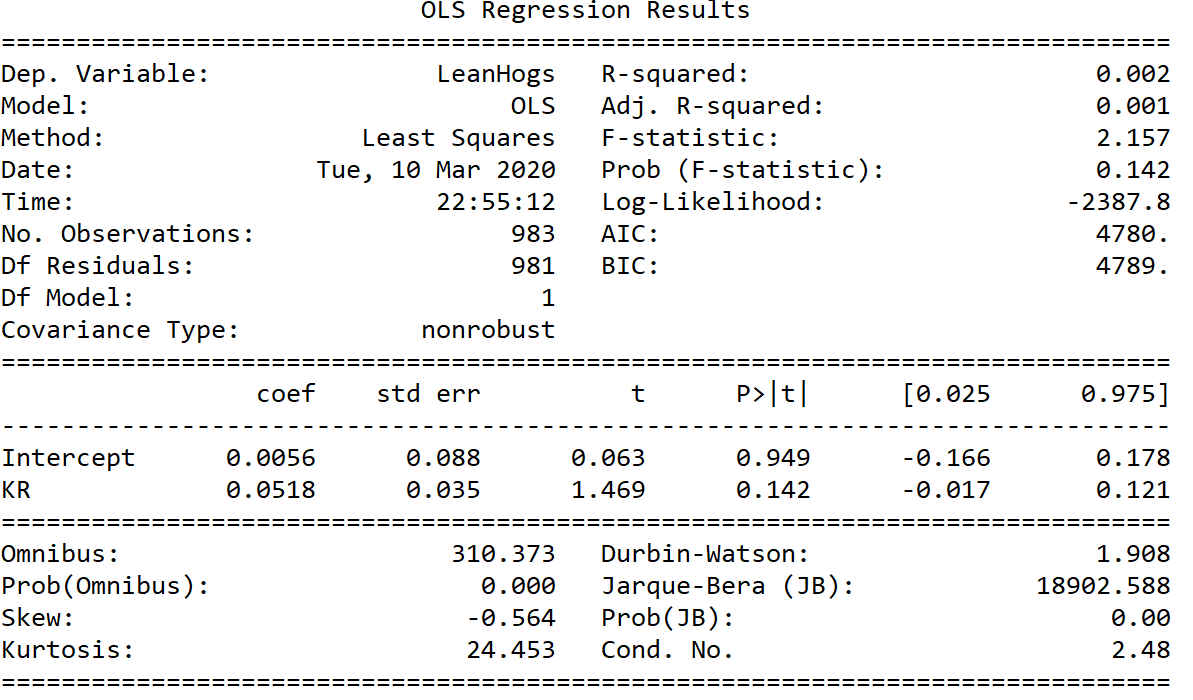 OLS Regression Results
==============================================================================
Dep. Variable:               LeanHogs   R-squared:                       0.002
Model:                            OLS   Adj. R-squared:                  0.001
Method:                 Least Squares   F-statistic:                     2.157
Date:                Tue, 10 Mar 2020   Prob (F-statistic):              0.142
Time:                        22:55:12   Log-Likelihood:                -2387.8
No. Observations:                 983   AIC:                             4780.
Df Residuals:                     981   BIC:                             4789.
Df Model:                           1
Covariance Type:            nonrobust
==============================================================================
                 coef    std err          t      P>|t|      [0.025      0.975]
------------------------------------------------------------------------------
Intercept      0.0056      0.088      0.063      0.949      -0.166       0.178
KR             0.0518      0.035      1.469      0.142      -0.017       0.121
==============================================================================
Omnibus:                      310.373   Durbin-Watson:                   1.908
Prob(Omnibus):                  0.000   Jarque-Bera (JB):            18902.588
Skew:                          -0.564   Prob(JB):                         0.00
Kurtosis:                      24.453   Cond. No.                         2.48
==============================================================================